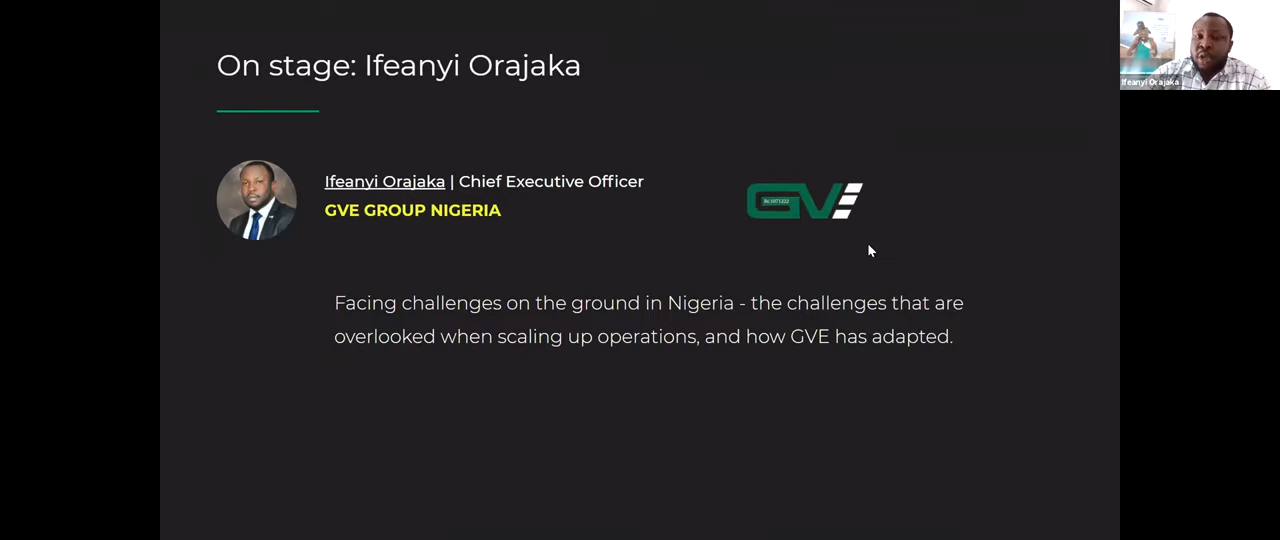 On stage: Ifeanyi Orajaka
Ifeanyi Orajaka
Ifeanyi Orajaka | Chief Executive Officer
GVE GROUP NIGERIA
GVE
Rc1071222
Facing challenges on the ground in Nigeria - the challenges that are
overlooked when scaling up operations, and how GVE has adapted.